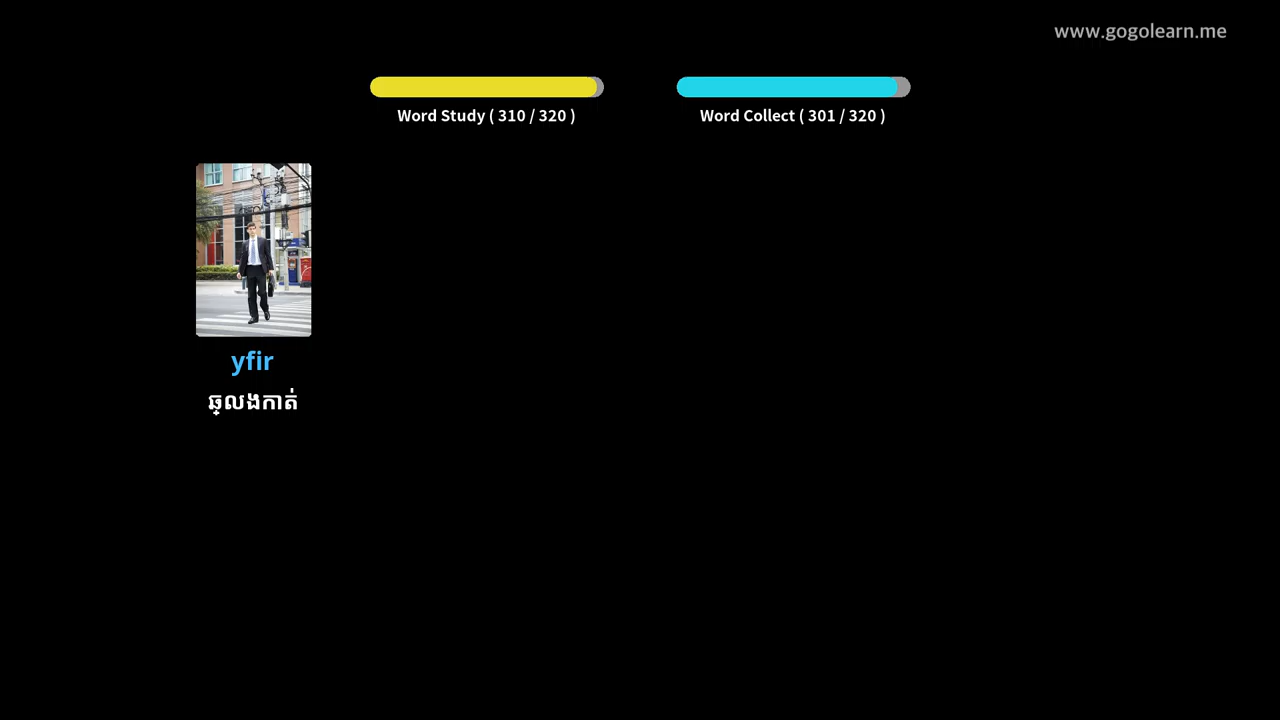 www.gogolearn.me
Word Study ( 310 / 320 )
Word Collect ( 301 / 320 )
yfir
ឆ្លងកាត់